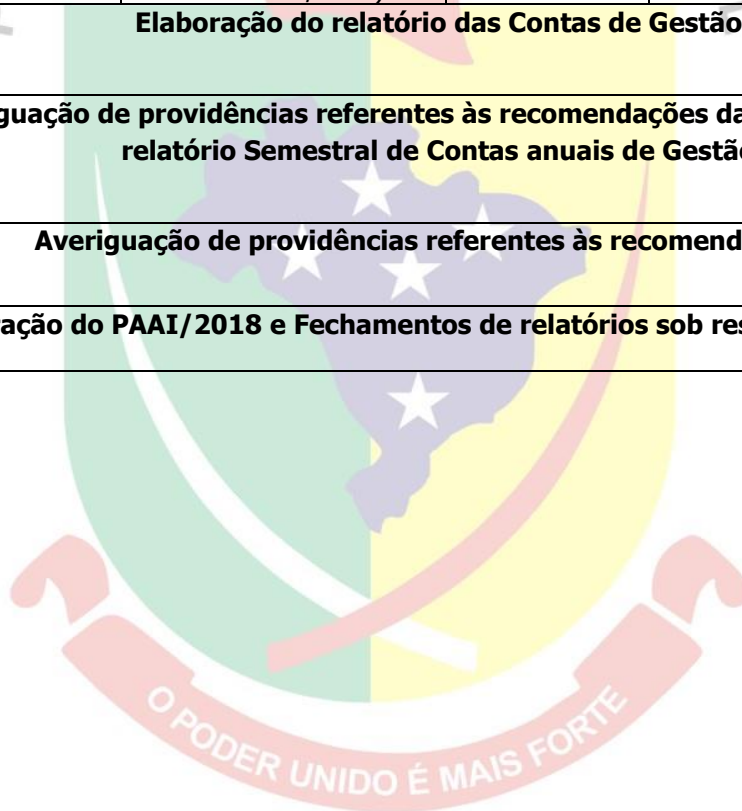 Elaboração do relatório das Contas de Gestão
guação de providências referentes às recomendações da
relatório Semestral de Contas anuais de Gestão
Averiguação de providências referentes às recomend
ração do PAAI/2018 e Fechamentos de relatórios sob res
O PODER UNIDO É MAIS FORTE